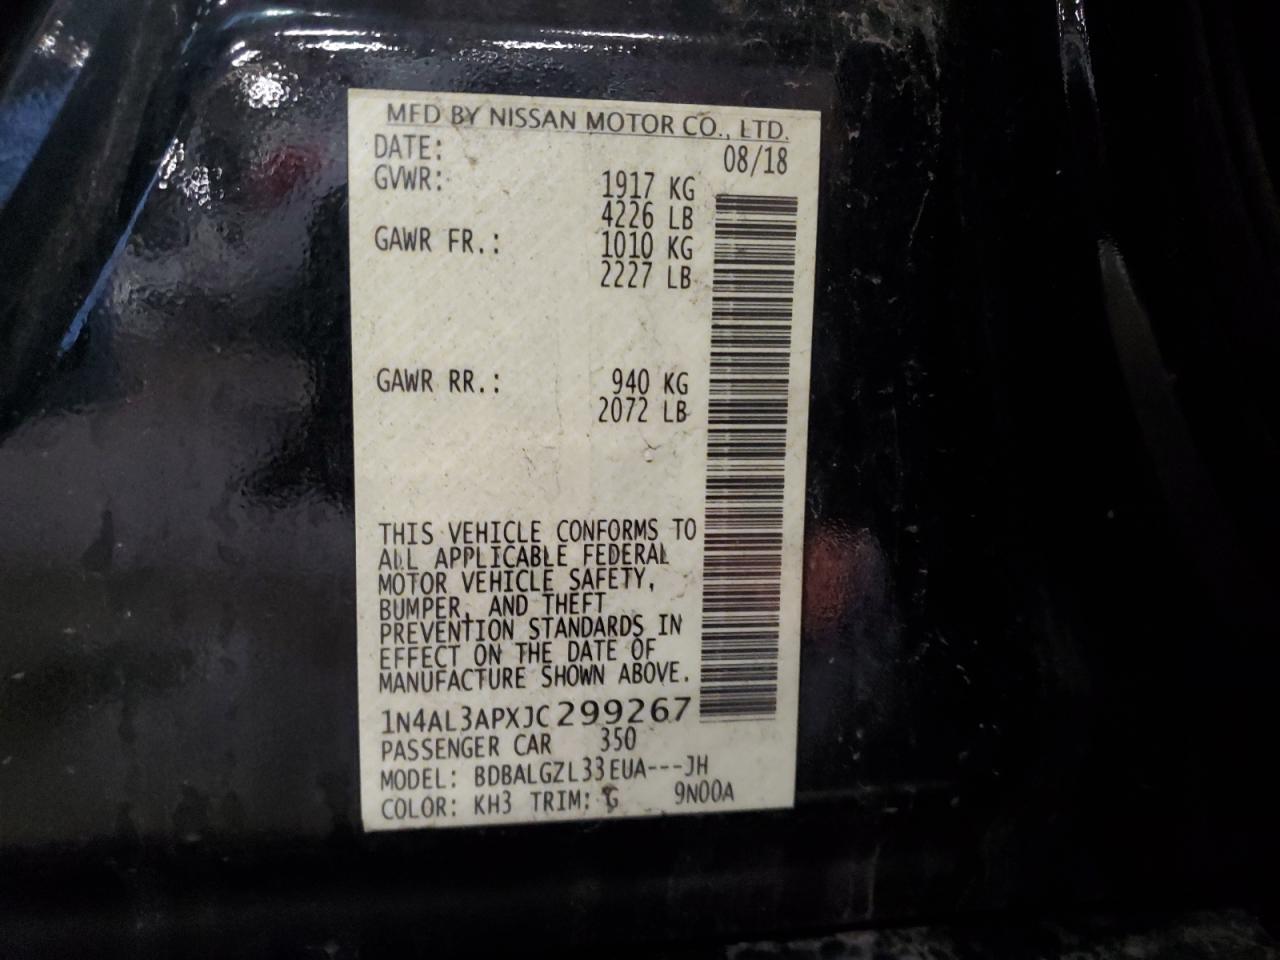 MFD BY NISSAN MOTOR CO., LTD.
DATE: 08/18
GVWR: 1917 KG
4226 LB
GAWR FR.: 1010 KG
2227 LB
GAWR RR.: 940 KG
2072 LB
THIS VEHICLE CONFORMS TO
ALL APPLICABLE FEDERAL
MOTOR VEHICLE SAFETY,
BUMPER, AND THEFT
PREVENTION STANDARDS IN
EFFECT ON THE DATE OF
MANUFACTURE SHOWN ABOVE.
1N4AL3APXJC299267
PASSENGER CAR 350
MODEL: BDBALGZL33EUA---JH
COLOR: KH3 TRIM: G 9N00A